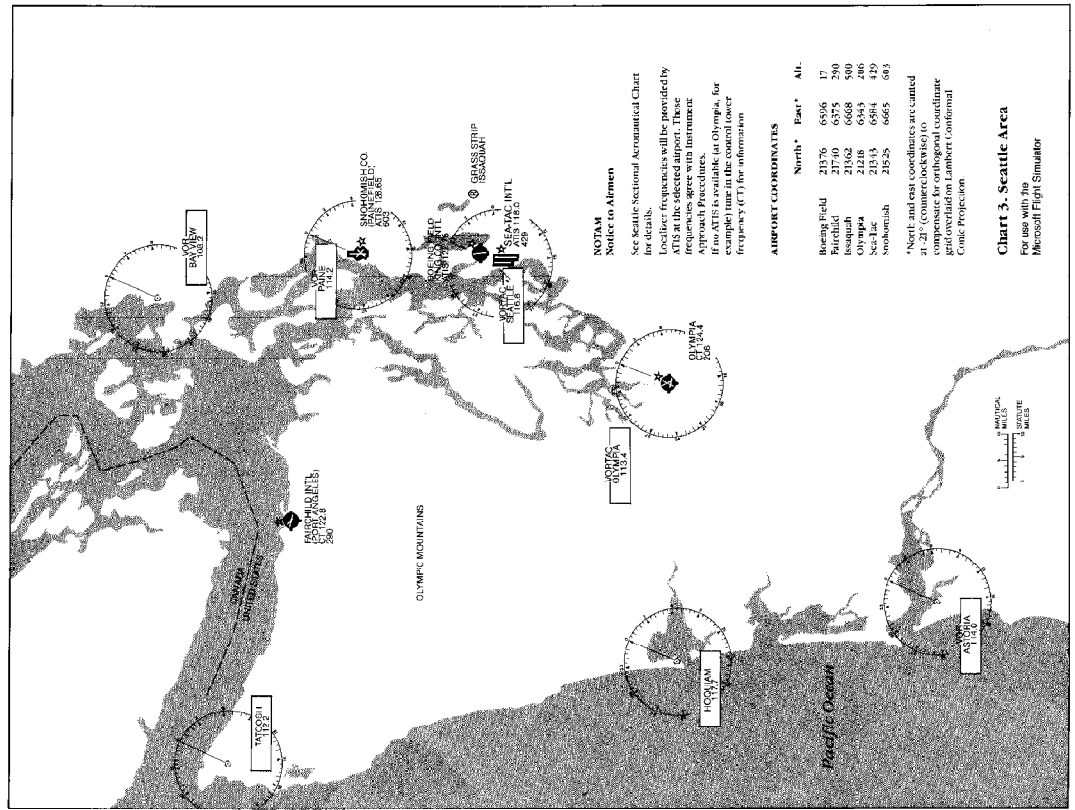 VOR
BAY VIEW
108.2
VOR
PAINE
114.2
SNOHOMISH CO.
(PAINE FIELD)
ATIS 128.65
603
GRASS STRIP
ISSAQUAH
BOEING FIELD
KING COUNTY INTL
SEA-TAC INT'L
ATIS 118.0
429
VORTAC
SEATTLE
116.8
OLYMPIA
CT 124.4
206
VORTAC
OLYMPIA
113.4
CANADA
UNITED STATES
FAIRCHILD INTL
(PORT ANGELES)
CT 122.8
290
OLYMPIC MOUNTAINS
TATOOSH
112.2
HOQUIAM
117.7
ASTORIA
114.0
Pacific Ocean
NAUTICAL
MILES
STATUTE
MILES
NOTAM
Notice to Airmen
See Seattle Sectional Aeronautical Chart
for details.
Localizer frequencies will be provided by
ATIS at the selected airport. These
frequencies agree with Instrument
Approach Procedures.
If no ATIS is available (at Olympia, for
example) tune in the control tower
frequency (CT) for information
AIRPORT COORDINATES
North* East* Alt.
Boeing Field 21376 6596 17
Fairchild 21740 6375 290
Issaquah 21362 6668 500
Olympia 21218 6343 206
Sea-Tac 21343 6584 429
Snohomish 21525 6665 603
*North and east coordinates are canted
at -21° (counterclockwise) to
compensate for orthogonal coordinate
grid overlaid on Lambert Conformal
Conic Projection.
Chart 3. Seattle Area
For use with the
Microsoft Flight Simulator